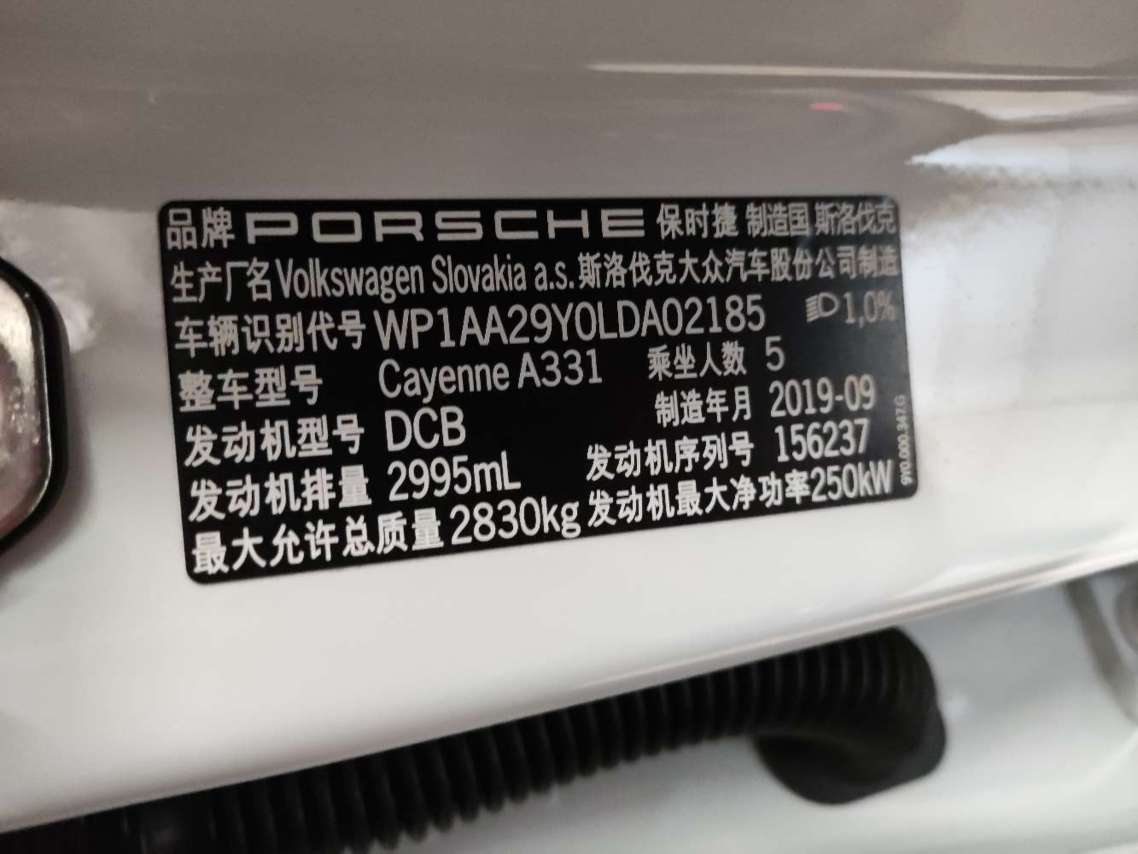 品牌 PORSCHE 保时捷 制造国 斯洛伐克
生产厂名 Volkswagen Slovakia a.s. 斯洛伐克大众汽车股份公司制造
车辆识别代号 WP1AA29Y0LDA02185 1,0%
整车型号 Cayenne A331 乘坐人数 5
发动机型号 DCB 制造年月 2019-09
发动机排量 2995mL 发动机序列号 156237
最大允许总质量 2830kg 发动机最大净功率 250kW
9W0.000.347.G